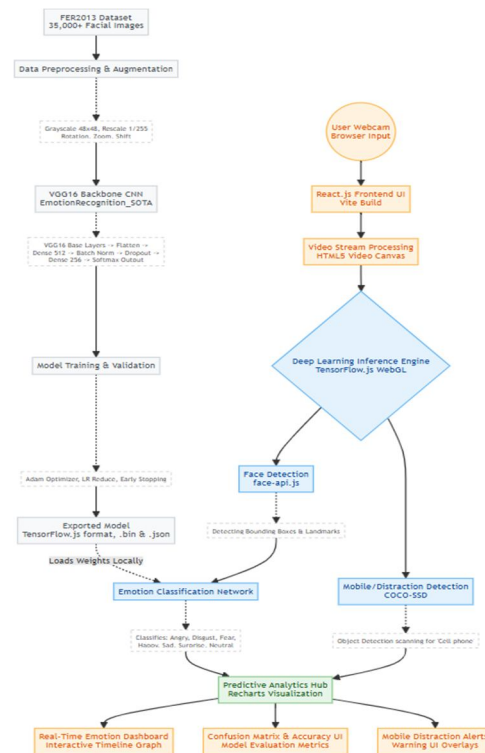 FER2013 Dataset
35,000+ Facial Images
Data Preprocessing & Augmentation
Grayscale 48x48, Rescale 1/255
Rotation, Zoom, Shift
VGG16 Backbone CNN
EmotionRecognition_SOTA
VGG16 Base Layers → Flatten →
Dense 512 → Batch Norm → Dropout →
Dense 256 → Softmax Output
Model Training & Validation
Adam Optimizer, LR Reduce, Early Stopping
Exported Model
TensorFlow.js format, .bin & .json
Loads Weights Locally
User Webcam
Browser Input
React.js Frontend UI
Vite Build
Video Stream Processing
HTML5 Video Canvas
Deep Learning Inference Engine
TensorFlow.js WebGL
Face Detection
face-api.js
Detecting Bounding Boxes & Landmarks
Emotion Classification Network
Mobile/Distraction Detection
COCO-SSD
Classifies: Angry, Disgust, Fear,
Happy, Sad, Surprise, Neutral
Object Detection scanning for 'Cell phone'
Predictive Analytics Hub
Recharts Visualization
Real-Time Emotion Dashboard
Interactive Timeline Graph
Confusion Matrix & Accuracy UI
Model Evaluation Metrics
Mobile Distraction Alerts
Warning UI Overlays